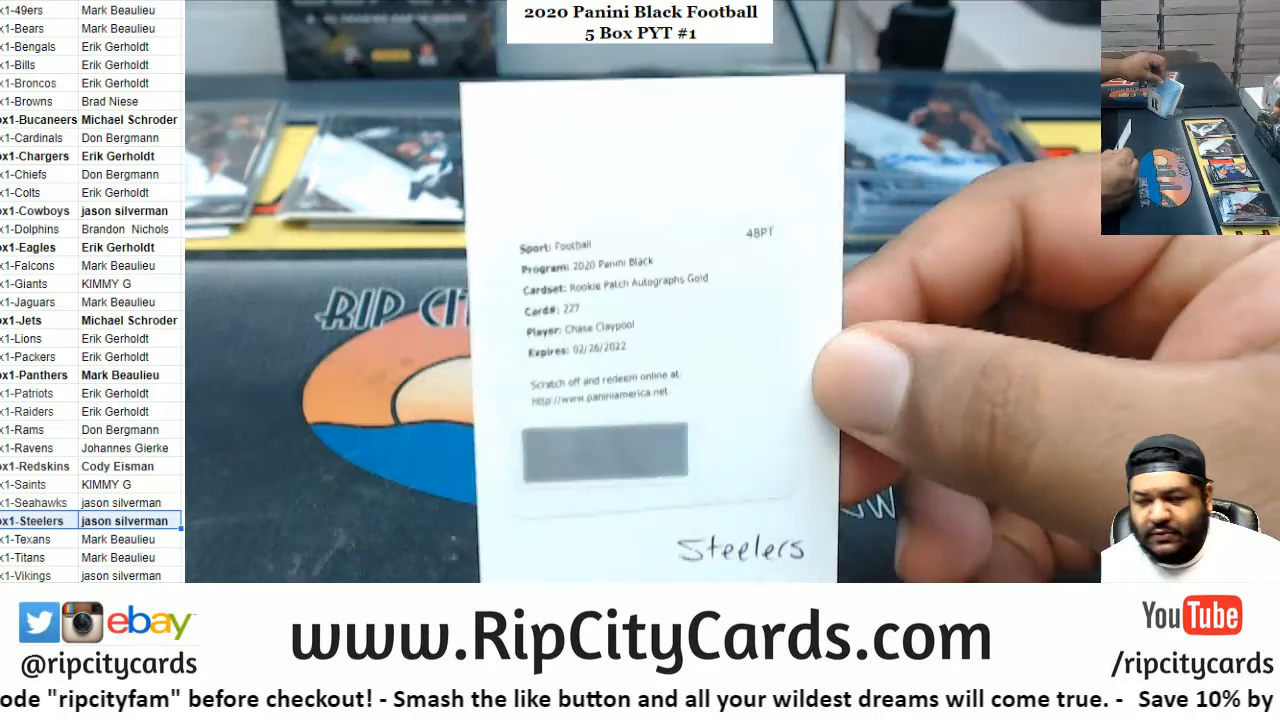 x1-49ers Mark Beaulieu
x1-Bears Mark Beaulieu
x1-Bengals Erik Gerholdt
x1-Bills Erik Gerholdt
x1-Broncos Erik Gerholdt
x1-Browns Brad Niese
ox1-Bucaneers Michael Schroder
x1-Cardinals Don Bergmann
ox1-Chargers Erik Gerholdt
x1-Chiefs Don Bergmann
x1-Colts Erik Gerholdt
ox1-Cowboys jason silverman
x1-Dolphins Brandon Nichols
ox1-Eagles Erik Gerholdt
x1-Falcons Mark Beaulieu
x1-Giants KIMMY G
x1-Jaguars Mark Beaulieu
ox1-Jets Michael Schroder
x1-Lions Erik Gerholdt
x1-Packers Erik Gerholdt
ox1-Panthers Mark Beaulieu
x1-Patriots Erik Gerholdt
x1-Raiders Erik Gerholdt
x1-Rams Don Bergmann
x1-Ravens Johannes Gierke
ox1-Redskins Cody Eisman
x1-Saints KIMMY G
x1-Seahawks jason silverman
ox1-Steelers jason silverman
x1-Texans Mark Beaulieu
x1-Titans Mark Beaulieu
x1-Vikings jason silverman
2020 Panini Black Football
5 Box PYT #1
4BPT
Sport: Football
Program: 2020 Panini Black
Cardset: Rookie Patch Autographs Gold
Card#: 227
Player: Chase Claypool
Expires: 02/26/2022
Scratch off and redeem online at:
http://www.paniniamerica.net
Steelers
RIP CI
ebay
@ripcitycards
www.RipCityCards.com
YouTube
/ripcitycards
ode "ripcityfam" before checkout! - Smash the like button and all your wildest dreams will come true. - Save 10% by